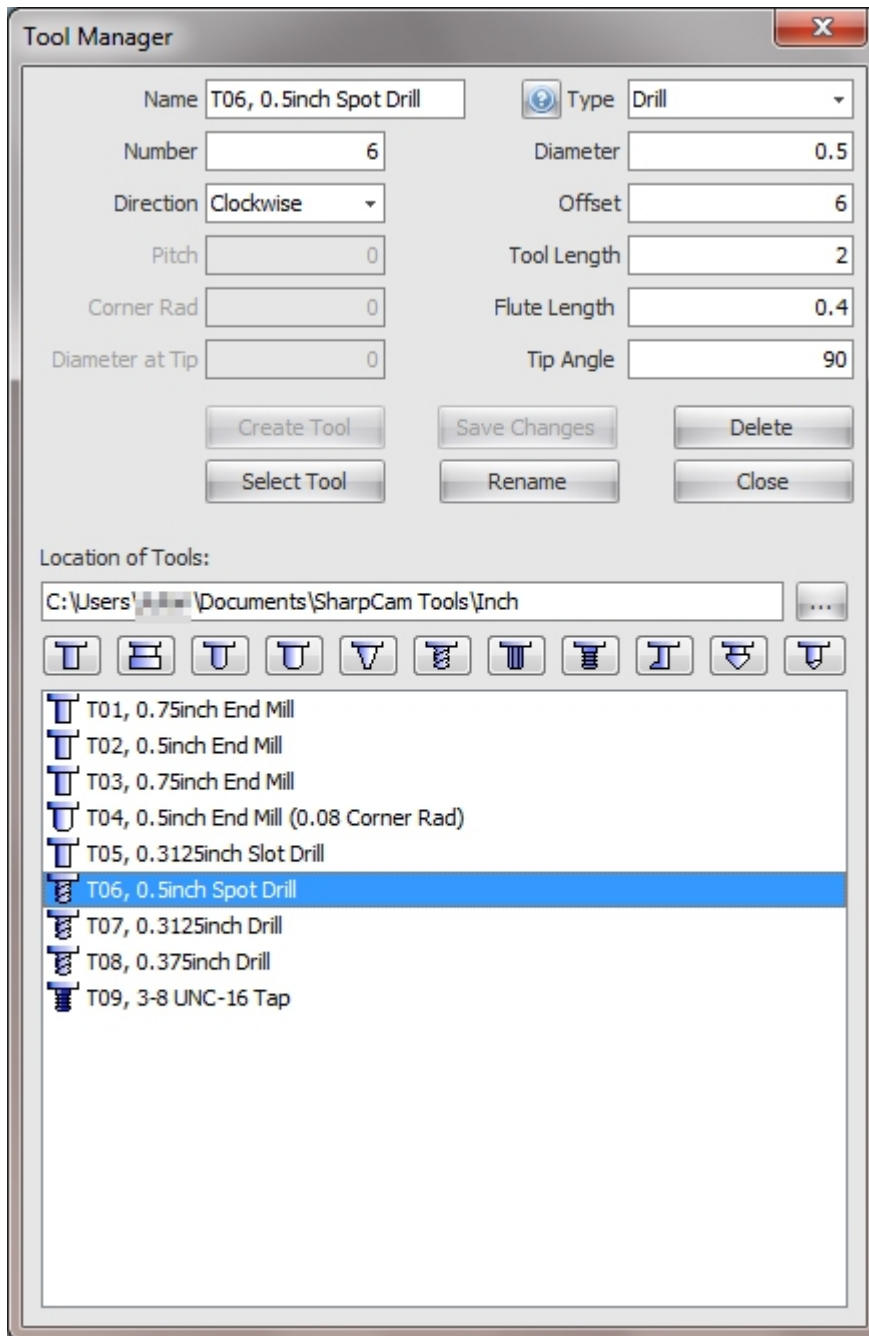 Tool Manager
Name T06, 0.5inch Spot Drill Type Drill
Number 6 Diameter 0.5
Direction Clockwise Offset 6
Pitch 0 Tool Length 2
Corner Rad 0 Flute Length 0.4
Diameter at Tip 0 Tip Angle 90
Create Tool Save Changes Delete
Select Tool Rename Close
Location of Tools:
C:\Users\ \Documents\SharpCam Tools\Inch ...
T01, 0.75inch End Mill
T02, 0.5inch End Mill
T03, 0.75inch End Mill
T04, 0.5inch End Mill (0.08 Corner Rad)
T05, 0.3125inch Slot Drill
T06, 0.5inch Spot Drill
T07, 0.3125inch Drill
T08, 0.375inch Drill
T09, 3-8 UNC-16 Tap